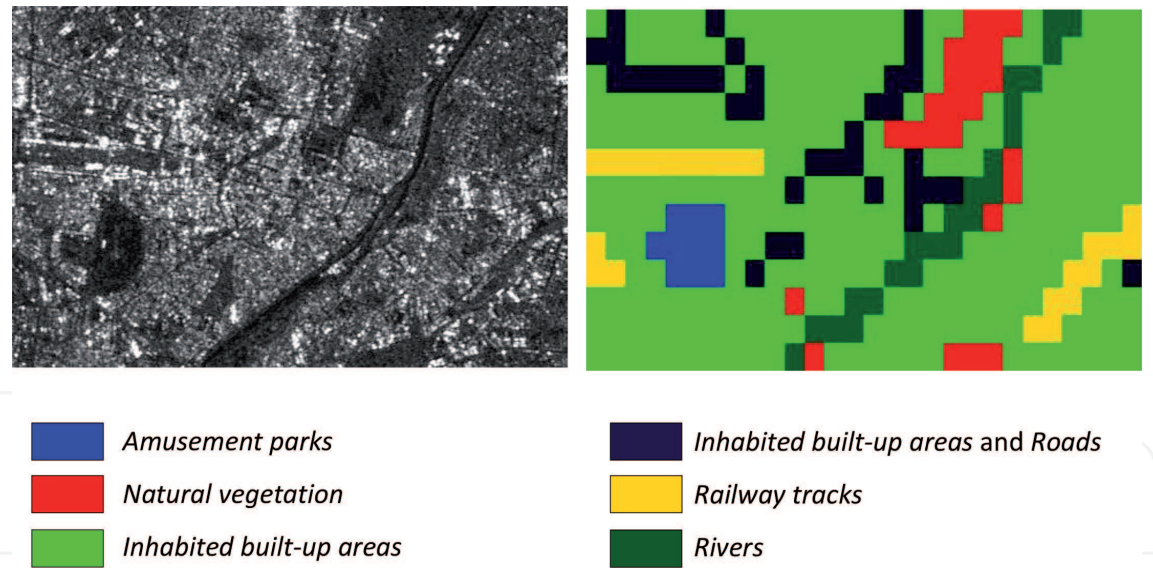 Amusement parks
Natural vegetation
Inhabited built-up areas
Inhabited built-up areas and Roads
Railway tracks
Rivers